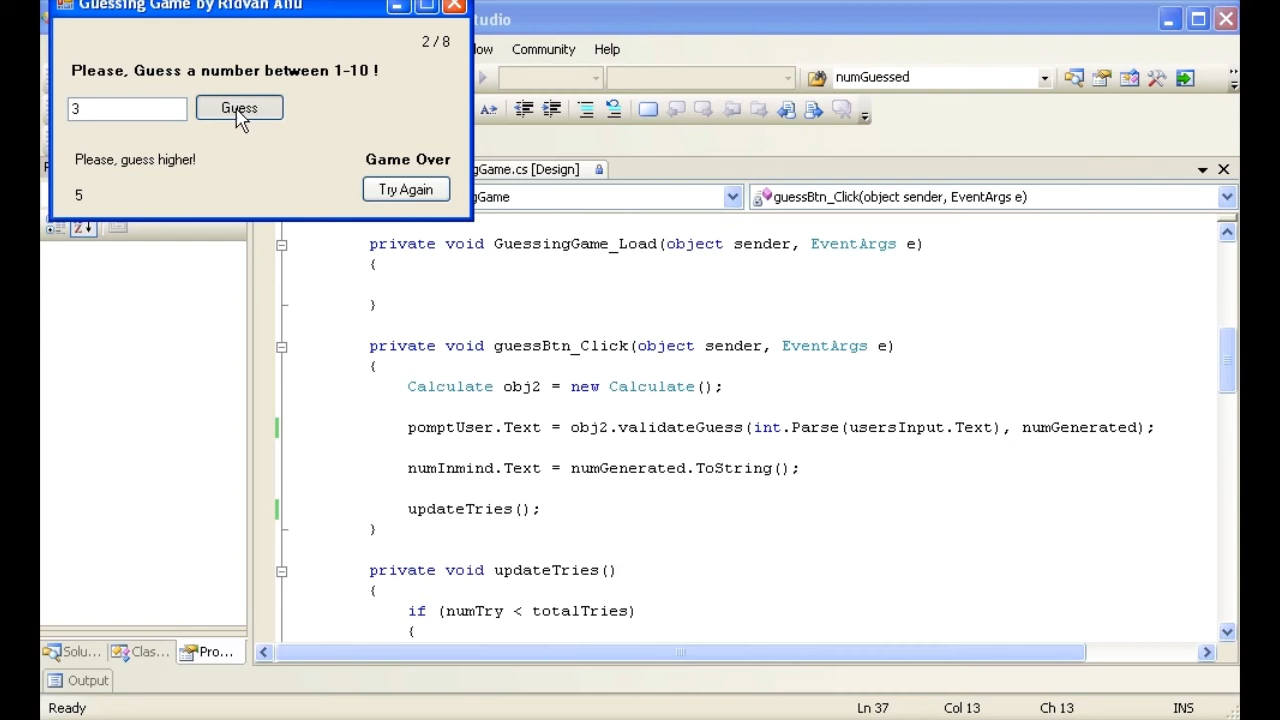 Guessing Game by Ridvan Aliu
2 / 8
Please, Guess a number between 1-10 !
3
Guess
Please, guess higher!
Game Over
5
Try Again
tudio
ow Community Help
numGuessed
A
ngGame.cs [Design]
ngGame
guessBtn_Click(object sender, EventArgs e)
Z
private void GuessingGame_Load(object sender, EventArgs e)
{
}
private void guessBtn_Click(object sender, EventArgs e)
{
Calculate obj2 = new Calculate();
pomptUser.Text = obj2.validateGuess(int.Parse(usersInput.Text), numGenerated);
numInmind.Text = numGenerated.ToString();
updateTries();
}
private void updateTries()
{
if (numTry < totalTries)
{
Solu... Clas... Pro...
Output
Ready Ln 37 Col 13 Ch 13 INS